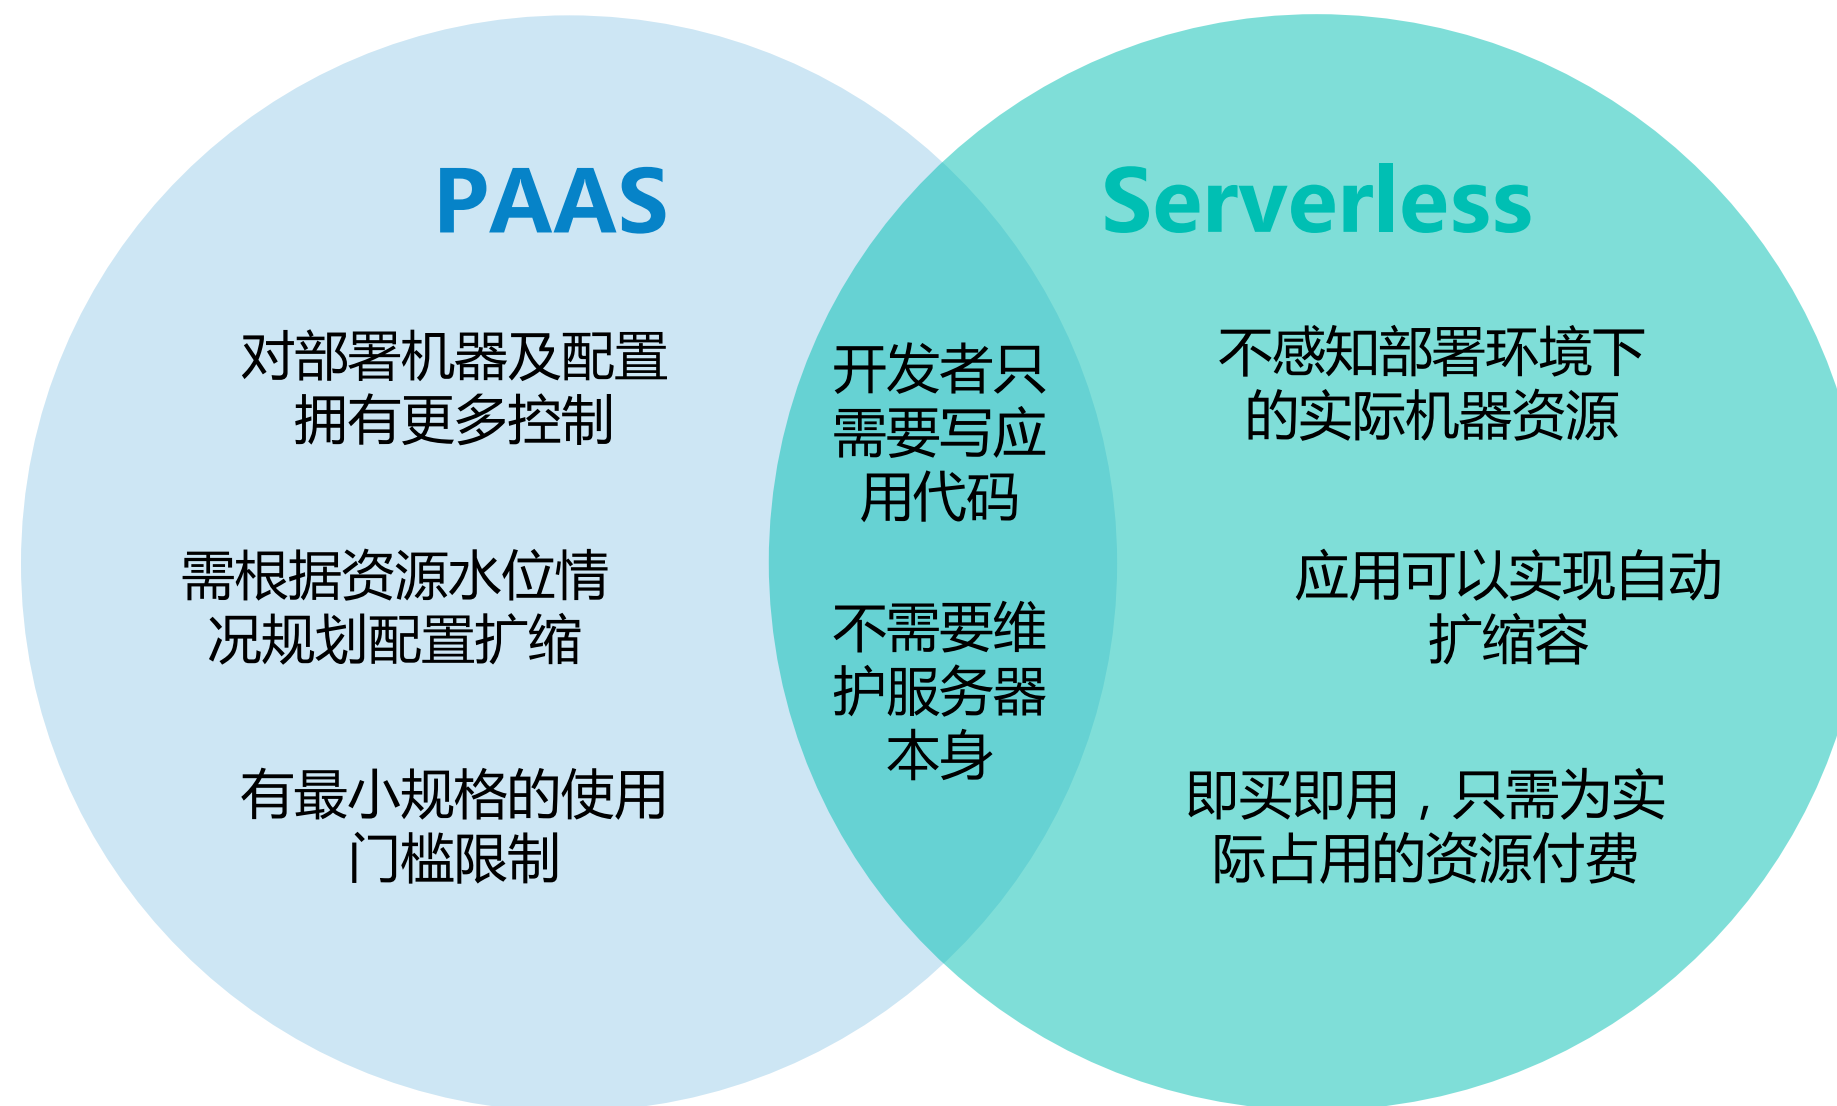 PAAS
对部署机器及配置
拥有更多控制
需根据资源水位情
况规划配置扩缩
有最小规格的使用
门槛限制
开发者只
需要写应
用代码
不需要维
护服务器
本身
Serverless
不感知部署环境下
的实际机器资源
应用可以实现自动
扩缩容
即买即用，只需为实
际占用的资源付费